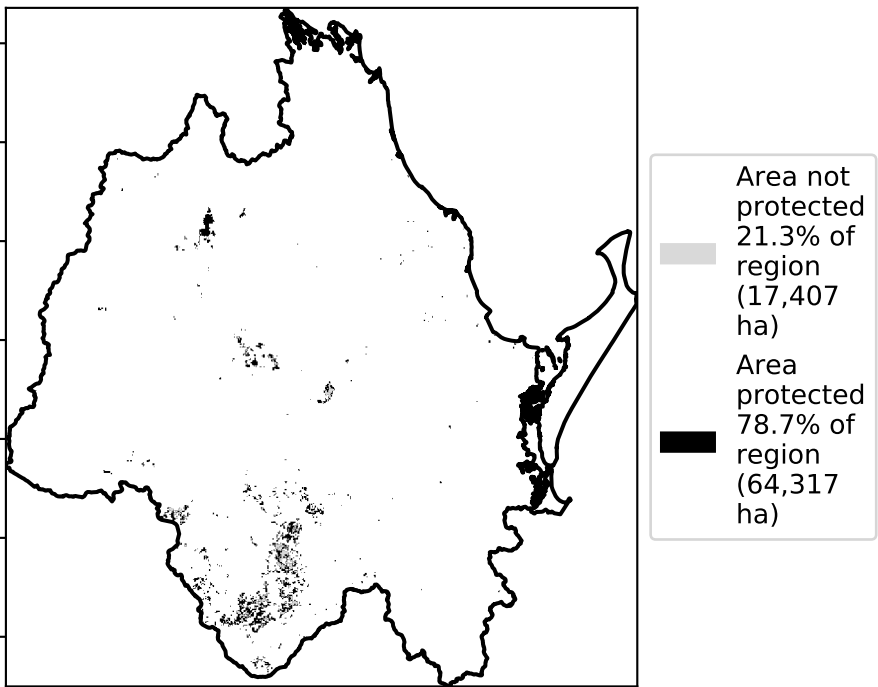 Area not
protected
21.3% of
region
(17,407
ha)
Area
protected
78.7% of
region
(64,317
ha)